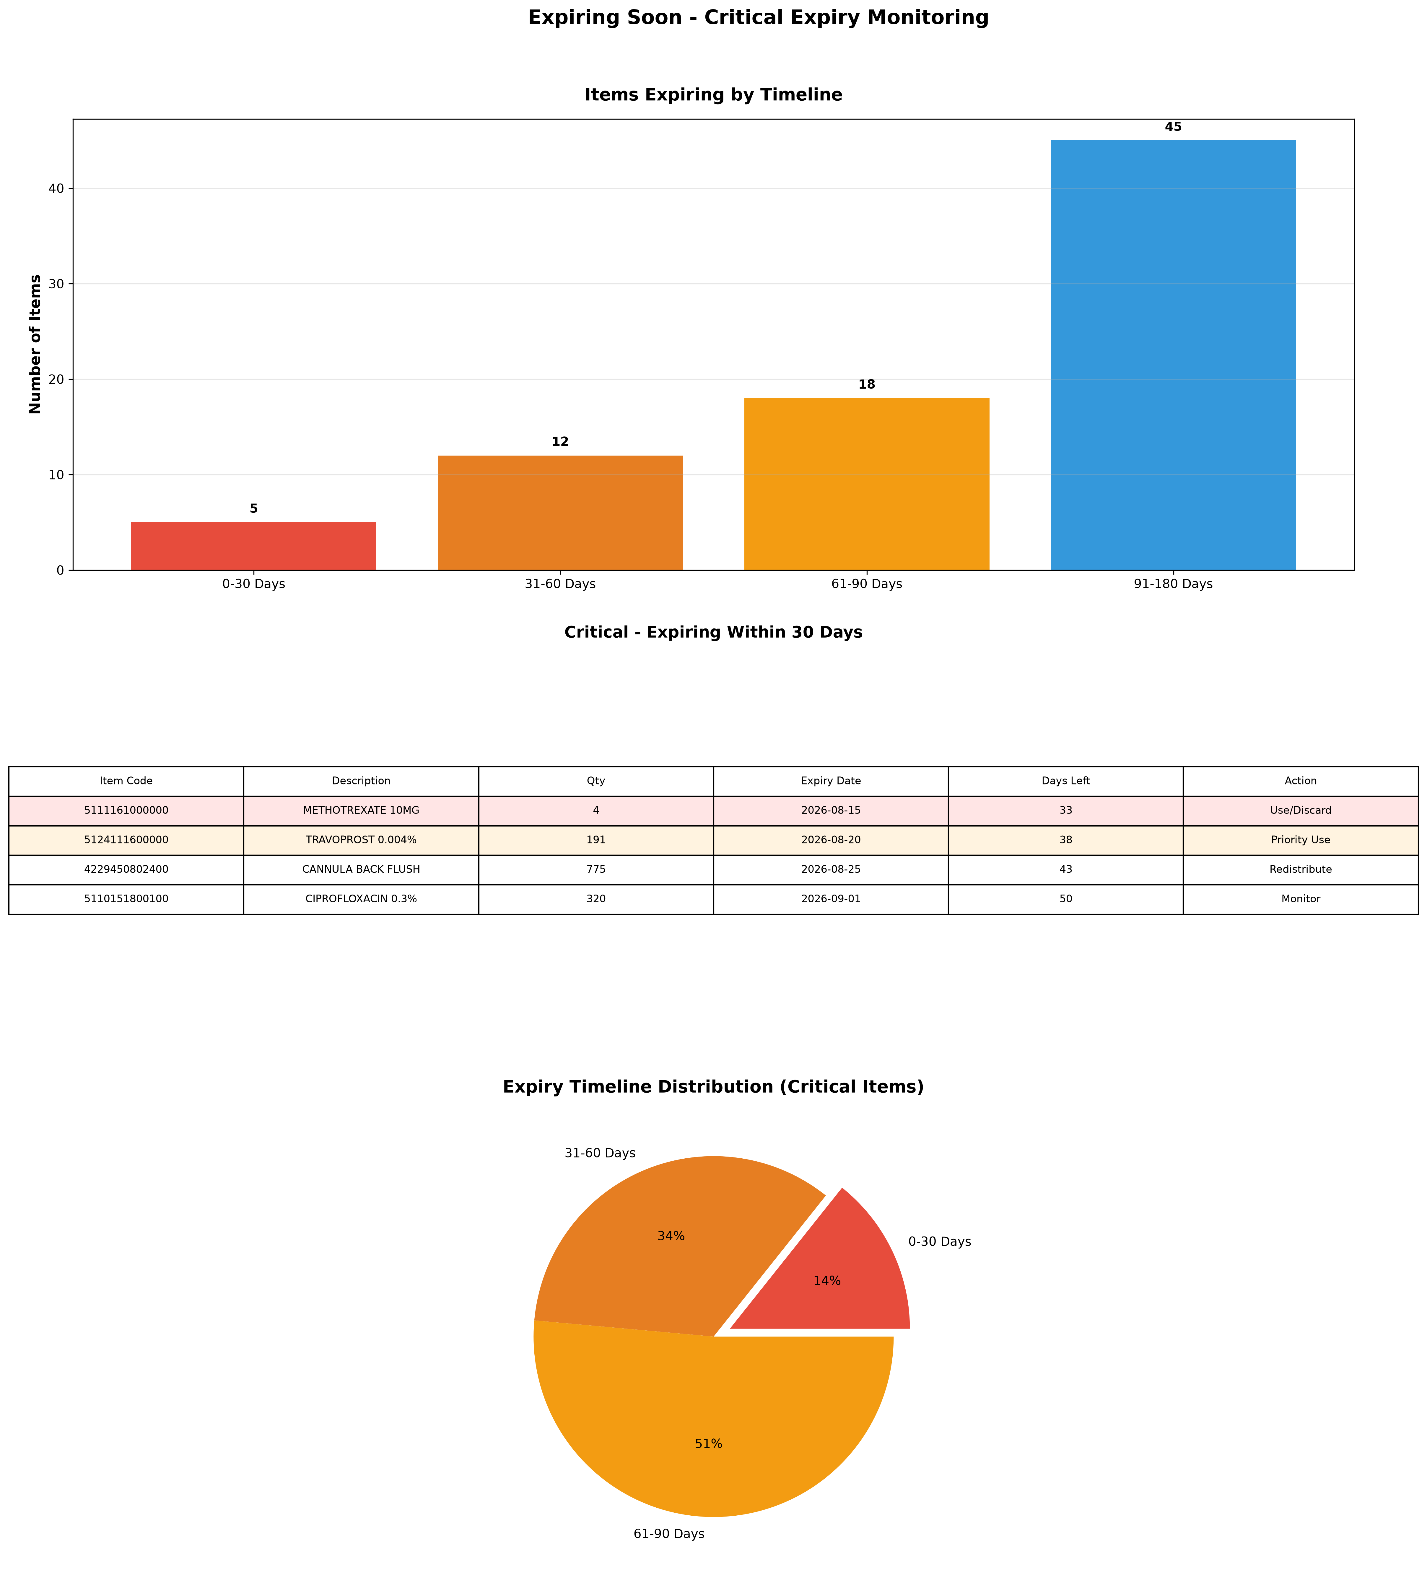 Expiring Soon - Critical Expiry Monitoring
Items Expiring by Timeline
Number of Items
40
30
20
10
0
5
12
18
45
0-30 Days
31-60 Days
61-90 Days
91-180 Days
Critical - Expiring Within 30 Days
Item Code Description Qty Expiry Date Days Left Action
5111161000000 METHOTREXATE 10MG 4 2026-08-15 33 Use/Discard
5124111600000 TRAVOPROST 0.004% 191 2026-08-20 38 Priority Use
4229450802400 CANNULA BACK FLUSH 775 2026-08-25 43 Redistribute
5110151800100 CIPROFLOXACIN 0.3% 320 2026-09-01 50 Monitor
Expiry Timeline Distribution (Critical Items)
31-60 Days
34%
0-30 Days
14%
51%
61-90 Days